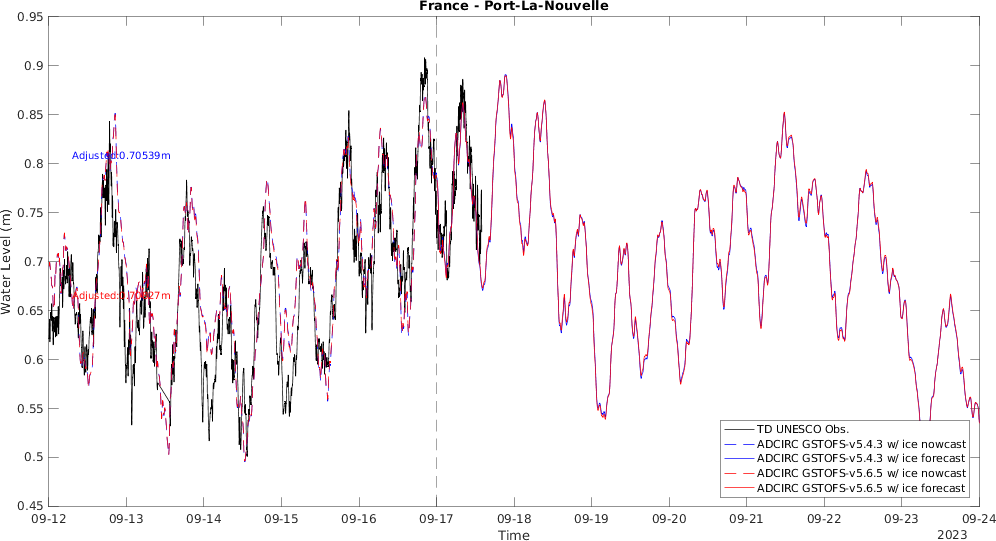 France - Port-La-Nouvelle
Water Level (m)
0.95
0.9
0.85
0.8
0.75
0.7
0.65
0.6
0.55
0.5
0.45
Adjusted:0.70539m
TD UNESCO Obs.
ADCIRC GSTOFS-v5.4.3 w/ ice nowcast
ADCIRC GSTOFS-v5.4.3 w/ ice forecast
ADCIRC GSTOFS-v5.6.5 w/ ice nowcast
ADCIRC GSTOFS-v5.6.5 w/ ice forecast
09-12 09-13 09-14 09-15 09-16 09-17 09-18 09-19 09-20 09-21 09-22 09-23 09-24
Time
2023